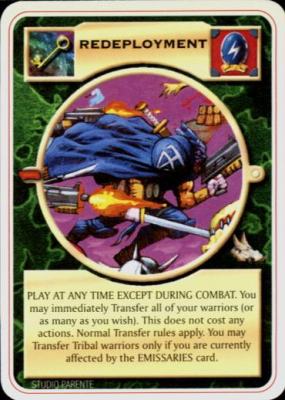 REDEPLOYMENT
PLAY AT ANY TIME EXCEPT DURING COMBAT. You
may immediately Transfer all of your warriors (or
as many as you wish). This does not cost any
actions. Normal Transfer rules apply. You may
Transfer Tribal warriors only if you are currently
affected by the EMISSARIES card.
STUDIO PARENTE